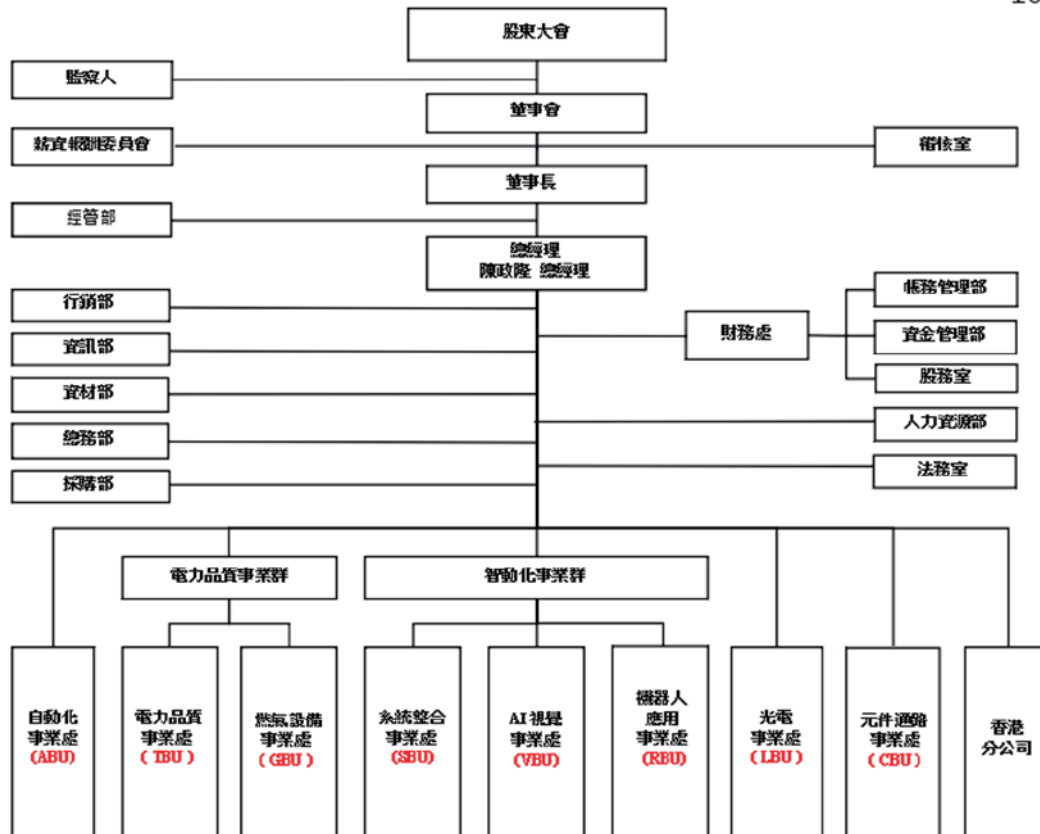 股東大會
監察人
董事會
薪資報酬委員會
稽核室
董事長
經管部
總經理
陳政隆 總經理
行銷部
帳務管理部
財務處
資金管理部
資訊部
股務室
資材部
人力資源部
總務部
法務室
採購部
電力品質事業群
智動化事業群
自動化
事業處
(ABU)
電力品質
事業處
( TBU )
燃氣設備
事業處
( GBU )
系統整合
事業處
(SBU)
AI 視覺
事業處
(VBU)
機器人
應用
事業處
(RBU)
光電
事業處
( LBU )
元件通路
事業處
( CBU )
香港
分公司